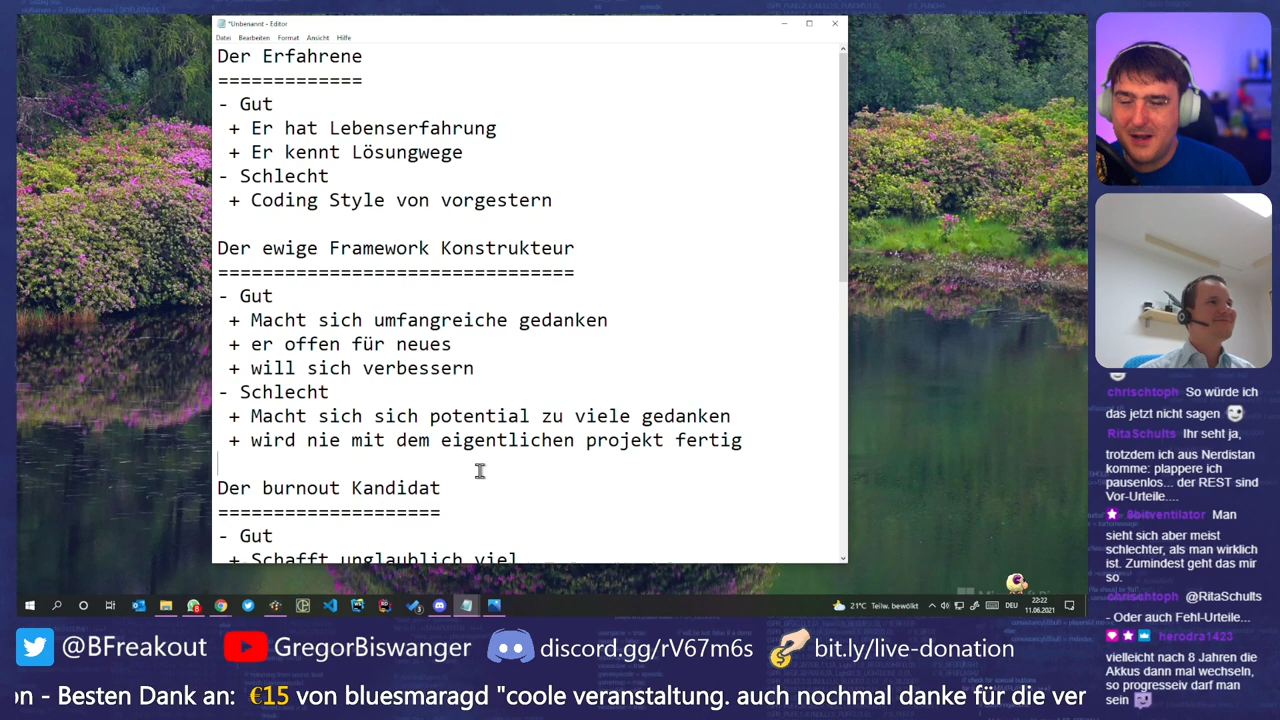 *Unbenannt - Editor
Datei Bearbeiten Format Ansicht Hilfe
Der Erfahrene
=============
- Gut
+ Er hat Lebenserfahrung
+ Er kennt Lösungwege
- Schlecht
+ Coding Style von vorgestern
Der ewige Framework Konstrukteur
================================
- Gut
+ Macht sich umfangreiche gedanken
+ er offen für neues
+ will sich verbessern
- Schlecht
+ Macht sich sich potential zu viele gedanken
+ wird nie mit dem eigentlichen projekt fertig
Der burnout Kandidat
====================
- Gut
+ Schafft unglaublich viel
chrischtoph So würde ich
das jetzt nicht sagen
RitaSchults Ihr seht ja,
trotzdem ich aus Nerdistan
komme: plappere ich
pausenlos... der REST sind
Vor-Urteile....
8bitventilator Man
sieht sich aber meist
schlechter, als man wirklich
ist. Zumindest geht das mir
so.
chrischtoph @RitaSchults
- Oder auch Fehl-Urteile...
herodra1423
vielleicht nach 8 Jahren die
Akkus dann mal wechseln,
so progresseiv darf man
sein
21°C Teilw. bewölkt
DEU
22:22
11.06.2021
@BFreakout
GregorBiswanger
discord.gg/rV67m6s
bit.ly/live-donation
on - Besten Dank an: €15 von bluesmaragd "coole veranstaltung. auch nochmal danke für die ver